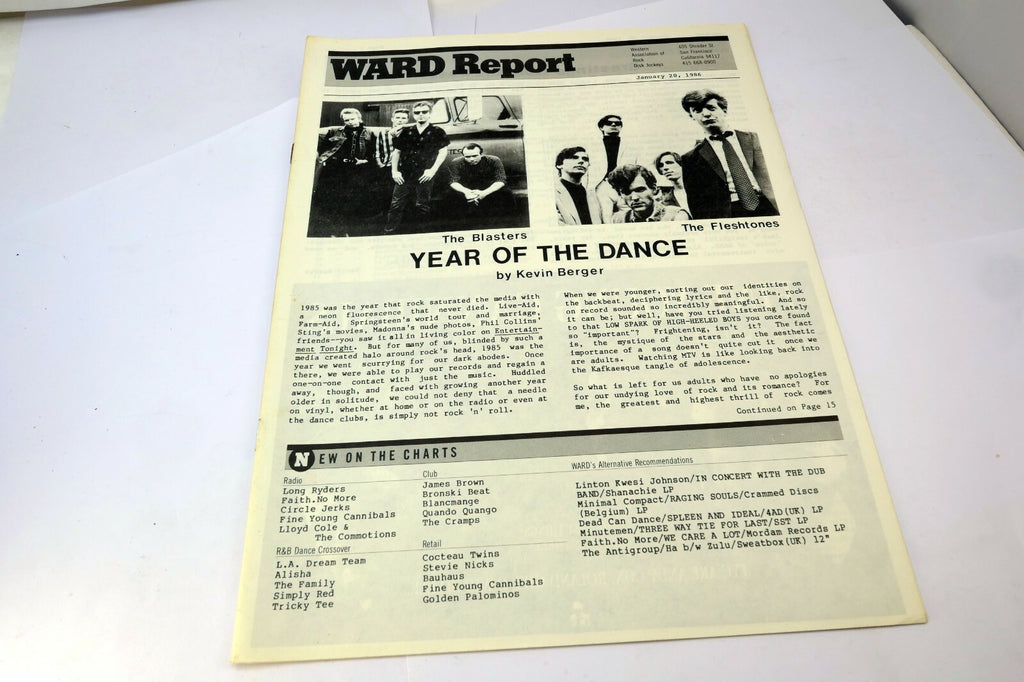 WARD Report
Western
Association of
Rock
Disk Jockeys
San Francisco
California 94117
January 20, 1986
The Blasters
The Fleshtones
YEAR OF THE DANCE
by Kevin Berger
1985 was the year that rock saturated the media with
a neon fluorescence that never died. Live-Aid,
Farm-Aid, Springsteen's world tour and marriage,
Sting's movies, Madonna's nude photos, Phil Collins'
friends--you saw it all in living color on Entertain-
ment Tonight. But for many of us, blinded by such a
media created halo around rock's head, 1985 was the
year we went scurrying for our dark abodes. Once
there, we were able to play our records and regain a
one-on-one contact with just the music. Huddled
away, though, and faced with growing another year
older in solitude, we could not deny that a needle
on vinyl, whether at home or on the radio or even at
the dance clubs, is simply not rock 'n' roll.
When we were younger, sorting out our identities on
the backbeat, deciphering lyrics and the like, rock
on record sounded so incredibly meaningful. And so
it can be; but well, have you tried listening lately
to that LOW SPARK OF HIGH-HEELED BOYS you once found
so "important"? Frightening, isn't it? The fact
is, the mystique of the stars and the aesthetic
importance of a song doesn't quite cut it once we
are adults. Watching MTV is like looking back into
the Kafkaesque tangle of adolescence.
So what is left for us adults who have no apologies
for our undying love of rock and its romance? For
me, the greatest and highest thrill of rock comes
Continued on Page 15
NEW ON THE CHARTS
Radio
Long Ryders
Faith.No More
Circle Jerks
Fine Young Cannibals
Lloyd Cole &
The Commotions
R&B Dance Crossover
L.A. Dream Team
Alisha
The Family
Simply Red
Tricky Tee
Club
James Brown
Bronski Beat
Blancmange
Quando Quango
The Cramps
Retail
Cocteau Twins
Stevie Nicks
Bauhaus
Fine Young Cannibals
Golden Palominos
WARD's Alternative Recommendations
Linton Kwesi Johnson/IN CONCERT WITH THE DUB
BAND/Shanachie LP
Minimal Compact/RAGING SOULS/Crammed Discs
(Belgium) LP
Dead Can Dance/SPLEEN AND IDEAL/4AD(UK) LP
Minutemen/THREE WAY TIE FOR LAST/SST LP
Faith.No More/WE CARE A LOT/Mordam Records LP
The Antigroup/Ha b/w Zulu/Sweatbox(UK) 12"